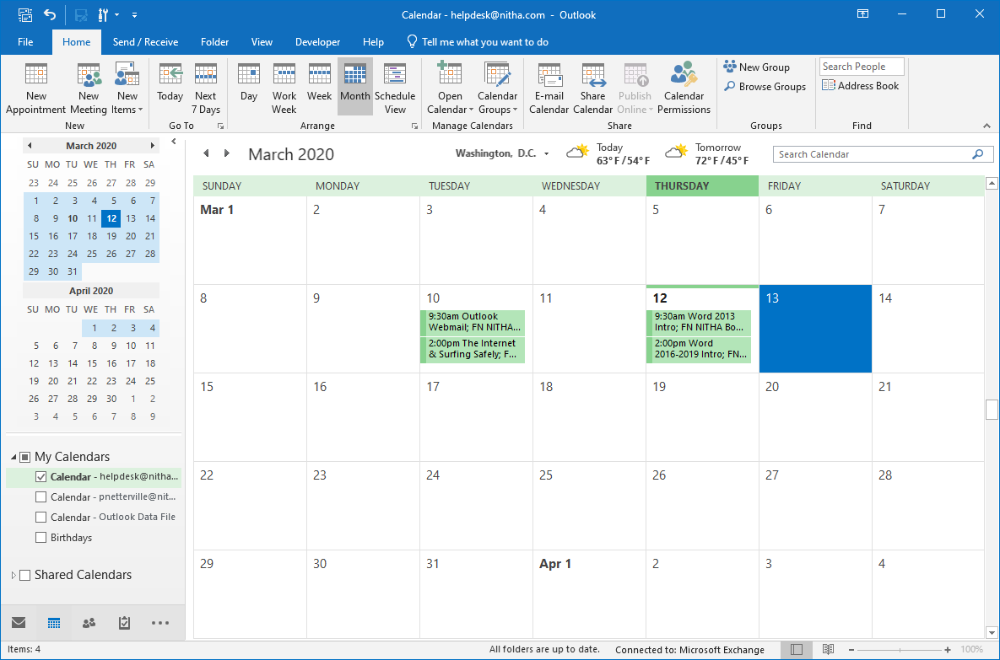 Calendar - helpdesk@nitha.com - Outlook
File Home Send / Receive Folder View Developer Help Tell me what you want to do
New Appointment
New Meeting
New Items
New
Today
Next 7 Days
Go To
Day
Work Week
Week
Month
Schedule View
Arrange
Open Calendar
Calendar Groups
Manage Calendars
E-mail Calendar
Share Calendar
Publish Online
Calendar Permissions
Share
New Group
Browse Groups
Groups
Search People
Address Book
Find
March 2020
SU MO TU WE TH FR SA
23 24 25 26 27 28 29
1 2 3 4 5 6 7
8 9 10 11 12 13 14
15 16 17 18 19 20 21
22 23 24 25 26 27 28
29 30 31
April 2020
SU MO TU WE TH FR SA
1 2 3 4
5 6 7 8 9 10 11
12 13 14 15 16 17 18
19 20 21 22 23 24 25
26 27 28 29 30 1 2
3 4 5 6 7 8 9
My Calendars
Calendar - helpdesk@nitha...
Calendar - pnetterville@nit...
Calendar - Outlook Data File
Birthdays
Shared Calendars
March 2020
Washington, D.C.
Today
63°F/54°F
Tomorrow
72°F/45°F
Search Calendar
SUNDAY MONDAY TUESDAY WEDNESDAY THURSDAY FRIDAY SATURDAY
Mar 1 2 3 4 5 6 7
8 9 10 11 12 13 14
9:30am Outlook
Webmail; FN NITHA...
2:00pm The Internet
& Surfing Safely; F...
9:30am Word 2013
Intro; FN NITHA Bo...
2:00pm Word
2016-2019 Intro; FN...
15 16 17 18 19 20 21
22 23 24 25 26 27 28
29 30 31 Apr 1 2 3 4
Items: 4
All folders are up to date.
Connected to: Microsoft Exchange
100%